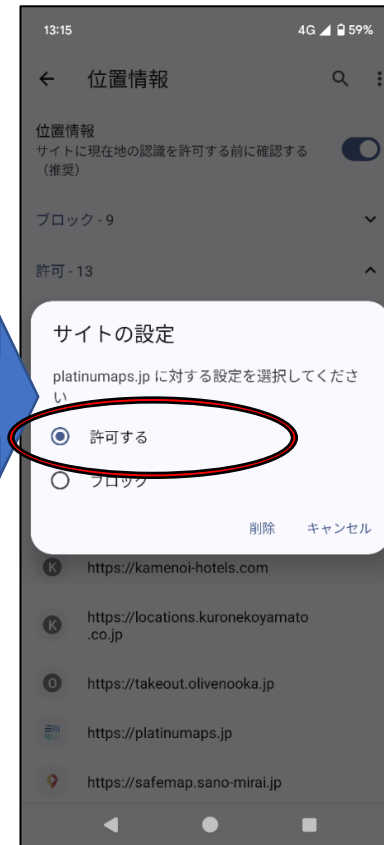 13:15 4G 59%
位置情報
位置情報
サイトに現在地の認識を許可する前に確認する
（推奨）
ブロック - 9
許可 - 13
サイトの設定
platinumaps.jp に対する設定を選択してくださ
い
許可する
ブロック
削除 キャンセル
K https://kamenoi-hotels.com
K https://locations.kuronekoyamato
.co.jp
O https://takeout.olivenooka.jp
https://platinumaps.jp
https://safemap.sano-mirai.jp